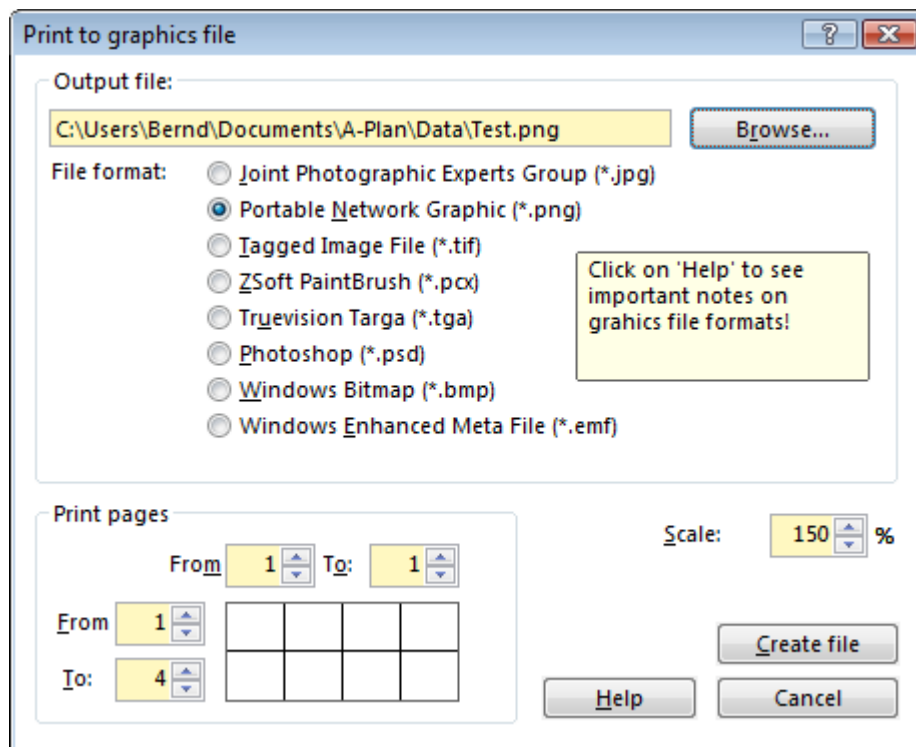 Print to graphics file
Output file:
C:\Users\Bernd\Documents\A-Plan\Data\Test.png
Browse...
File format:
Joint Photographic Experts Group (*.jpg)
Portable Network Graphic (*.png)
Tagged Image File (*.tif)
ZSoft PaintBrush (*.pcx)
Truevision Targa (*.tga)
Photoshop (*.psd)
Windows Bitmap (*.bmp)
Windows Enhanced Meta File (*.emf)
Click on 'Help' to see
important notes on
grahics file formats!
Print pages
From 1 To: 1
From 1
To: 4
Scale: 150 %
Create file
Help
Cancel